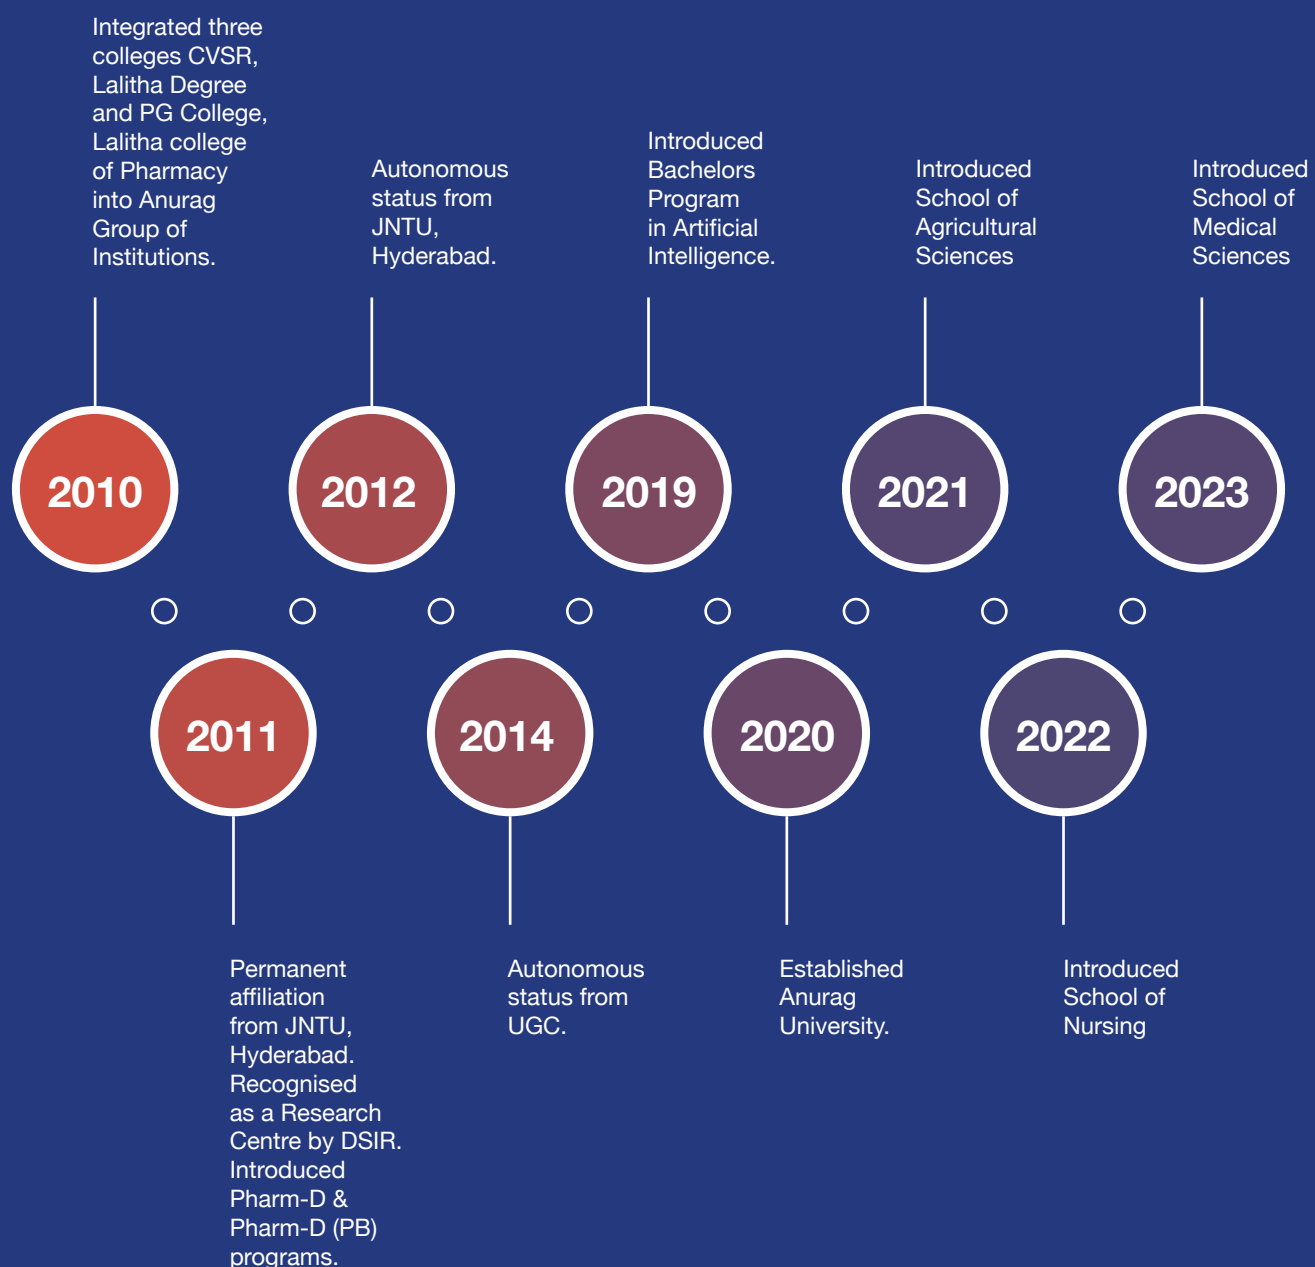 Integrated three
colleges CVSR,
Lalitha Degree
and PG College,
Lalitha college
of Pharmacy
into Anurag
Group of
Institutions.
Autonomous
status from
JNTU,
Hyderabad.
Introduced
Bachelors
Program
in Artificial
Intelligence.
Introduced
School of
Agricultural
Sciences
Introduced
School of
Medical
Sciences
2010
2012
2019
2021
2023
2011
2014
2020
2022
Permanent
affiliation
from JNTU,
Hyderabad.
Recognised
as a Research
Centre by DSIR.
Introduced
Pharm-D &
Pharm-D (PB)
programs.
Autonomous
status from
UGC.
Established
Anurag
University.
Introduced
School of
Nursing